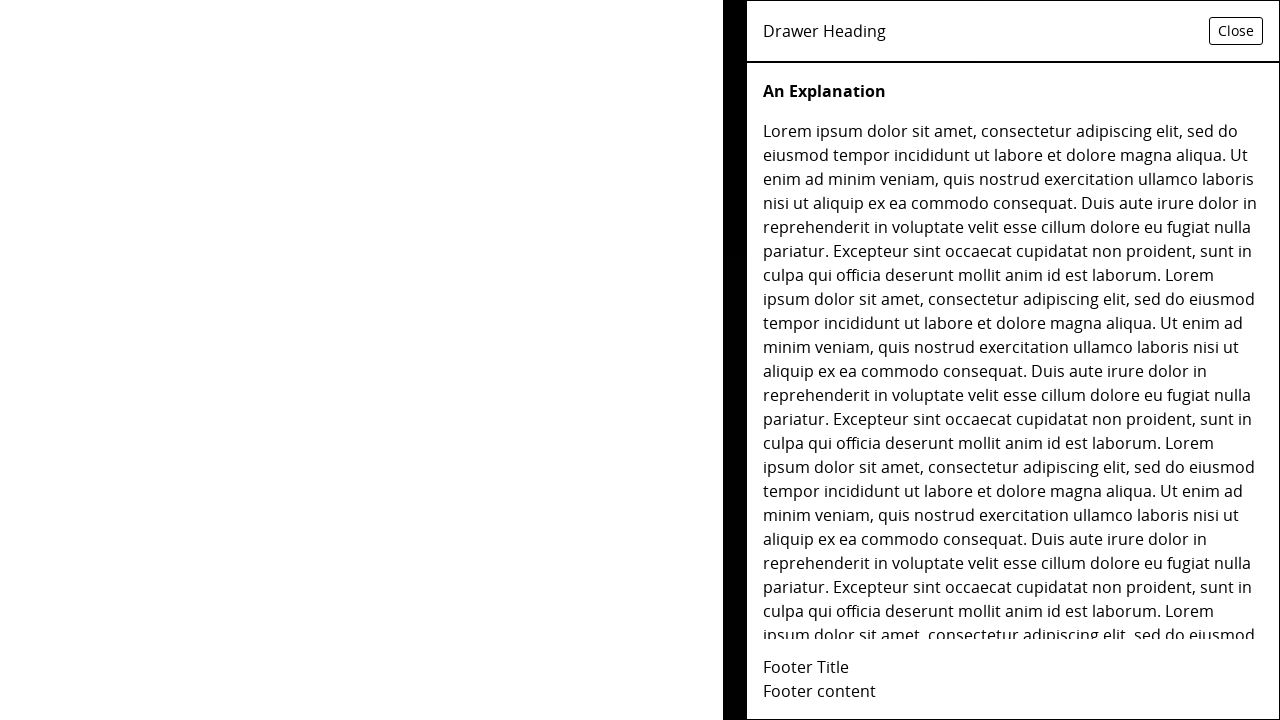 Drawer Heading
Close
An Explanation
Lorem ipsum dolor sit amet, consectetur adipiscing elit, sed do
eiusmod tempor incididunt ut labore et dolore magna aliqua. Ut
enim ad minim veniam, quis nostrud exercitation ullamco laboris
nisi ut aliquip ex ea commodo consequat. Duis aute irure dolor in
reprehenderit in voluptate velit esse cillum dolore eu fugiat nulla
pariatur. Excepteur sint occaecat cupidatat non proident, sunt in
culpa qui officia deserunt mollit anim id est laborum. Lorem
ipsum dolor sit amet, consectetur adipiscing elit, sed do eiusmod
tempor incididunt ut labore et dolore magna aliqua. Ut enim ad
minim veniam, quis nostrud exercitation ullamco laboris nisi ut
aliquip ex ea commodo consequat. Duis aute irure dolor in
reprehenderit in voluptate velit esse cillum dolore eu fugiat nulla
pariatur. Excepteur sint occaecat cupidatat non proident, sunt in
culpa qui officia deserunt mollit anim id est laborum. Lorem
ipsum dolor sit amet, consectetur adipiscing elit, sed do eiusmod
tempor incididunt ut labore et dolore magna aliqua. Ut enim ad
minim veniam, quis nostrud exercitation ullamco laboris nisi ut
aliquip ex ea commodo consequat. Duis aute irure dolor in
reprehenderit in voluptate velit esse cillum dolore eu fugiat nulla
pariatur. Excepteur sint occaecat cupidatat non proident, sunt in
culpa qui officia deserunt mollit anim id est laborum. Lorem
ipsum dolor sit amet, consectetur adipiscing elit, sed do eiusmod
Footer Title
Footer content